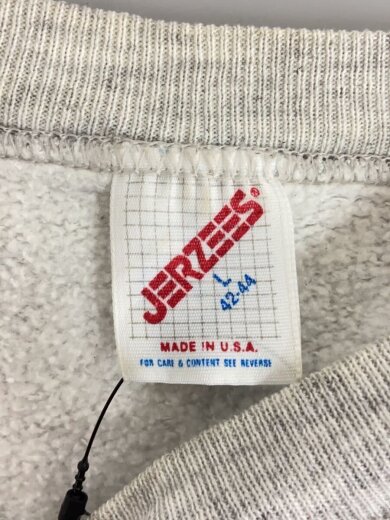 JERZEES®
L
42-44
MADE IN U.S.A.
FOR CARE & CONTENT SEE REVERSE